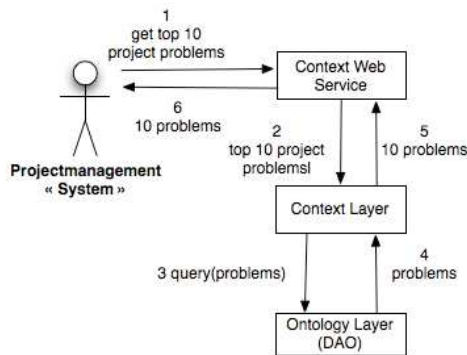 1
get top 10
project problems
Context Web
Service
6
10 problems
Projectmanagement
« System »
2
top 10 project
problemsl
5
10 problems
Context Layer
3 query(problems)
4
problems
Ontology Layer
(DAO)